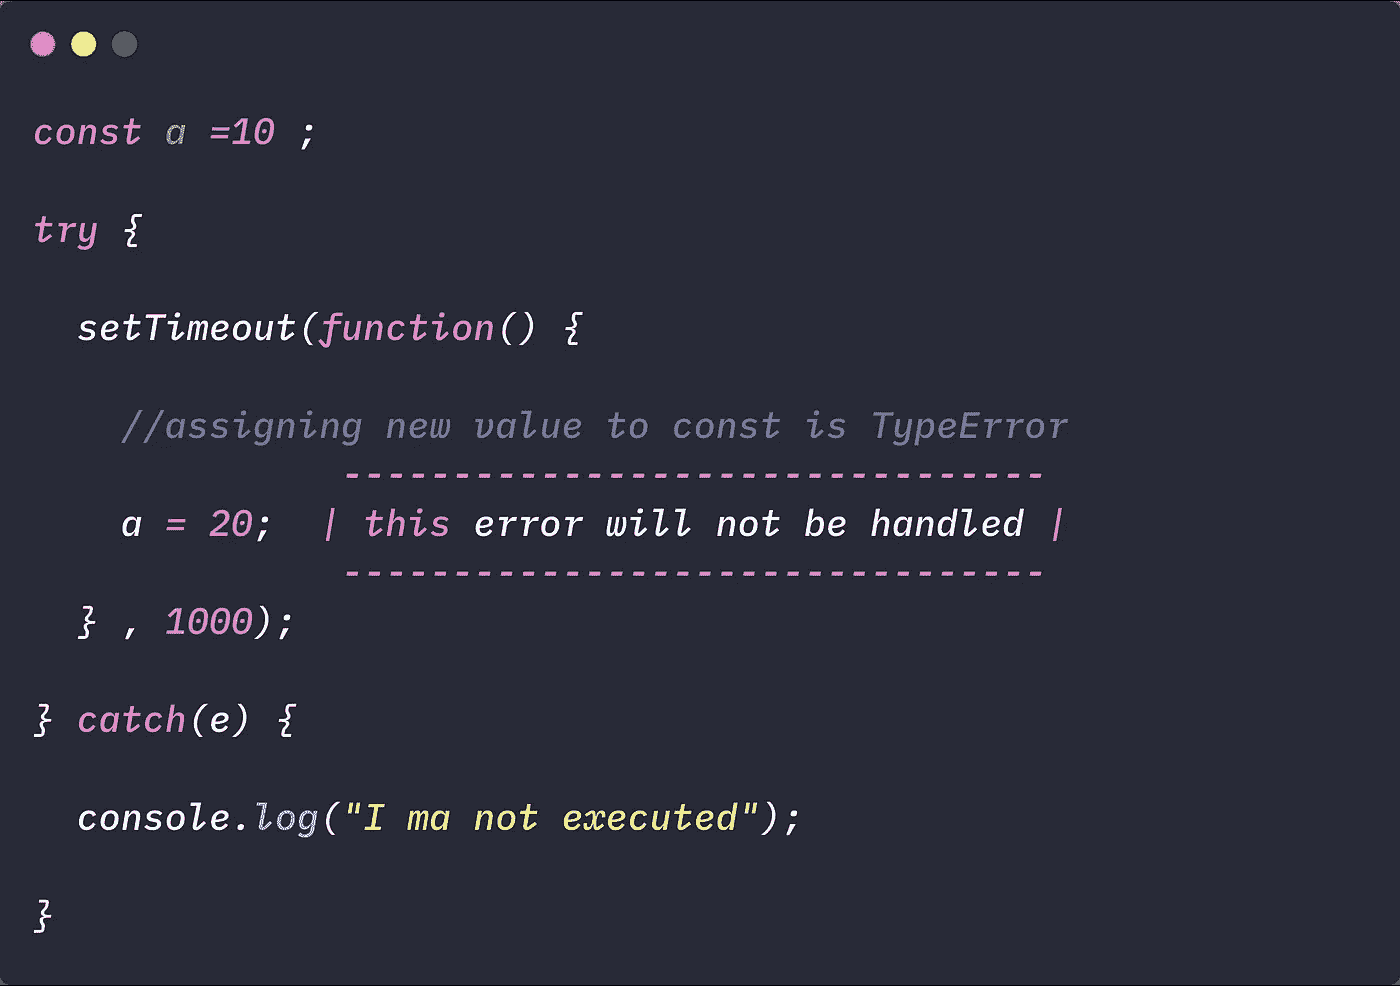 const a =10 ;
try {
setTimeout(function() {
//assigning new value to const is TypeError
---------------------------------
a = 20; | this error will not be handled |
---------------------------------
} , 1000);
} catch(e) {
console.log("I ma not executed");
}